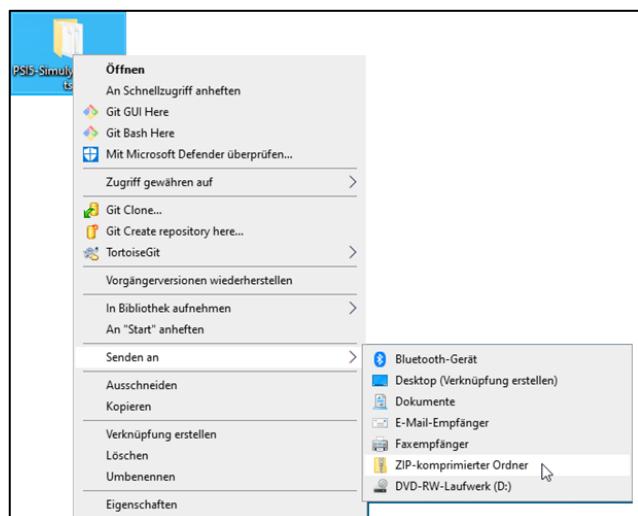 PSI5-Simuly
ts
Öffnen
An Schnellzugriff anheften
Git GUI Here
Git Bash Here
Mit Microsoft Defender überprüfen...
Zugriff gewähren auf
Git Clone...
Git Create repository here...
TortoiseGit
Vorgängerversionen wiederherstellen
In Bibliothek aufnehmen
An "Start" anheften
Senden an
Ausschneiden
Kopieren
Verknüpfung erstellen
Löschen
Umbenennen
Eigenschaften
Bluetooth-Gerät
Desktop (Verknüpfung erstellen)
Dokumente
E-Mail-Empfänger
Faxempfänger
ZIP-komprimierter Ordner
DVD-RW-Laufwerk (D:)